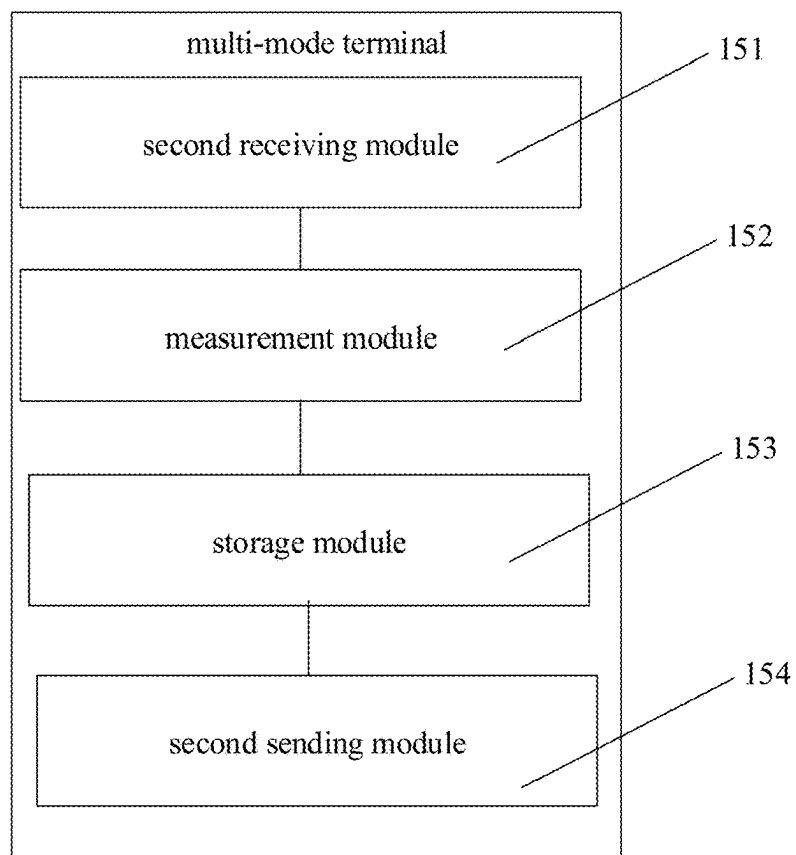 multi-mode terminal
151
second receiving module
152
measurement module
153
storage module
154
second sending module